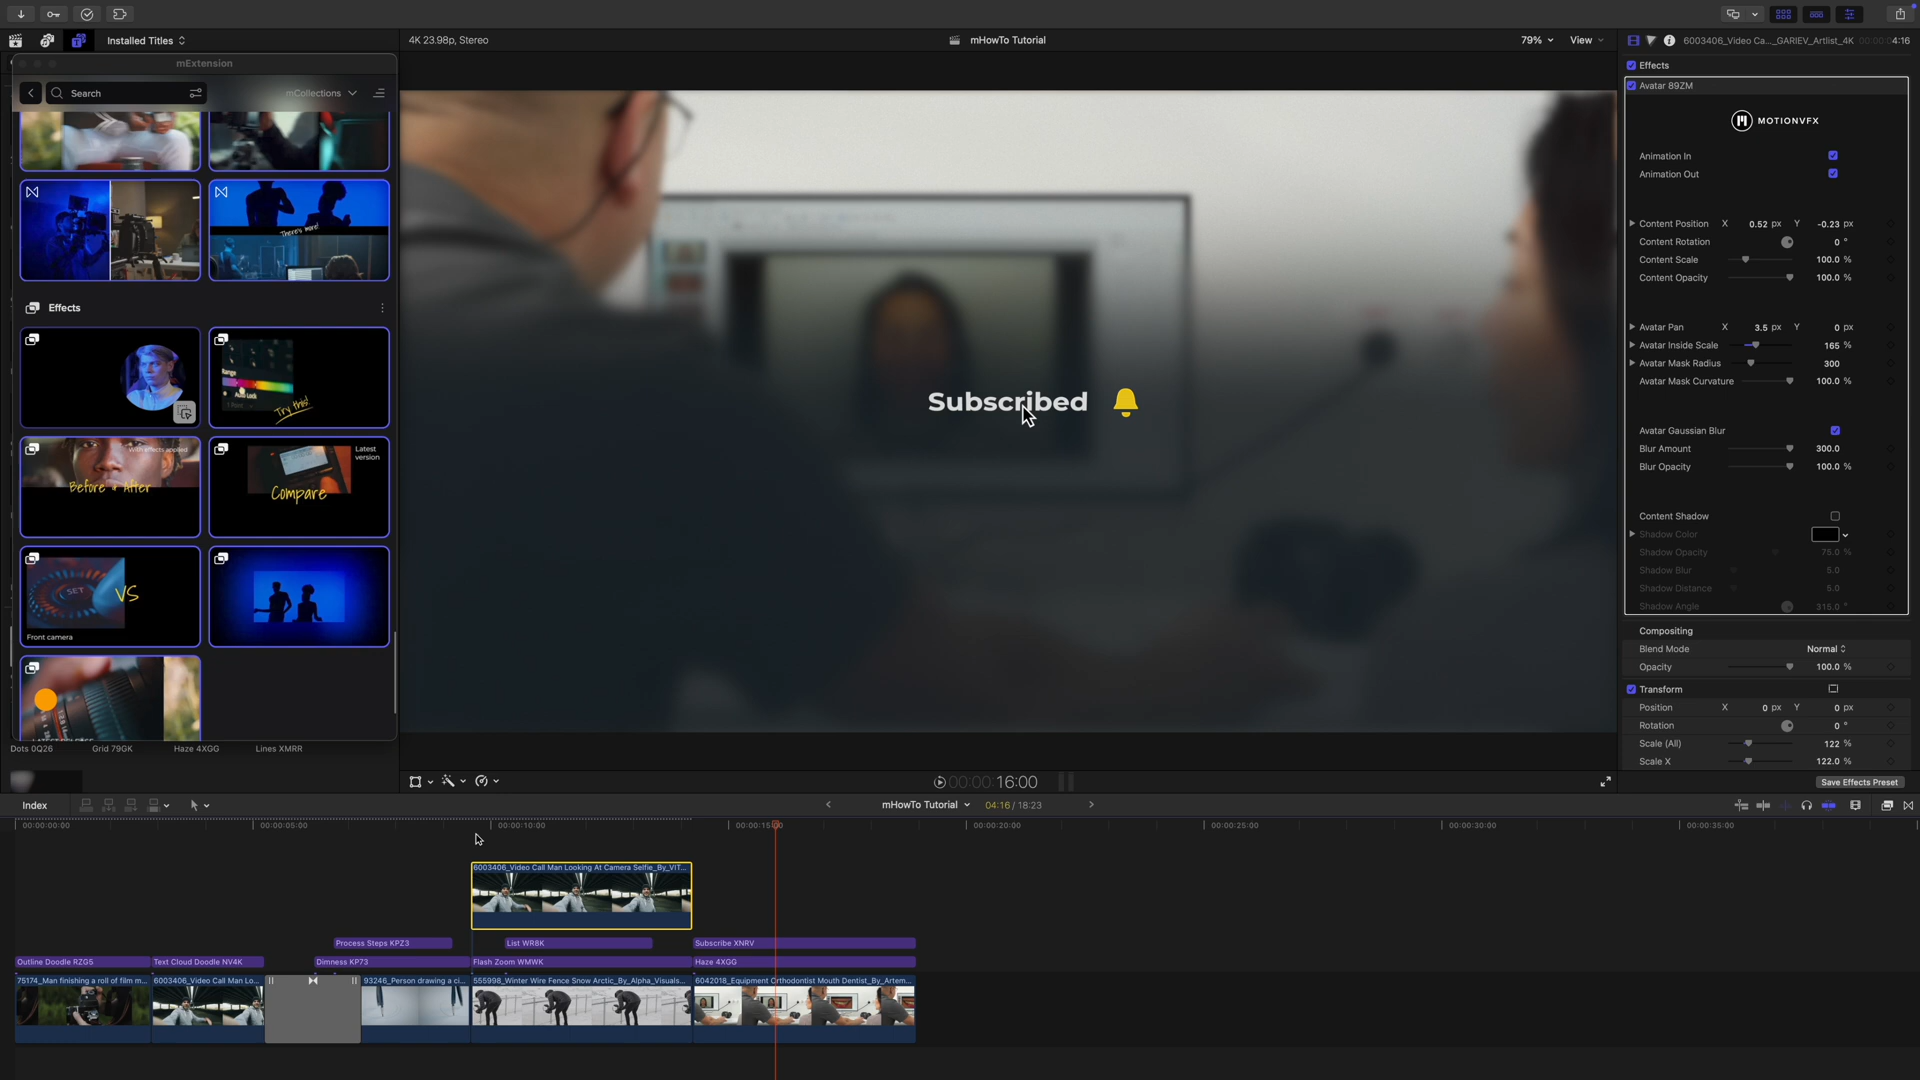 Installed Titles
4K 23.98p, Stereo
mHowTo Tutorial
79%
View
6003406_Video Ca..._GARIEV_Artlist_4K
4:16
mExtension
Search
mCollections
There's more!
Effects
Range
Auto Lock
Try this!
With effects applied
Before & After
Latest
version
Compare
SET
VS
Front camera
Dots 0Q26
Grid 79GK
Haze 4XGG
Lines XMRR
Subscribed
Effects
Avatar 89ZM
MOTIONVFX
Animation In
Animation Out
Content Position X 0.52 px Y -0.23 px
Content Rotation 0 °
Content Scale 100.0 %
Content Opacity 100.0 %
Avatar Pan X 3.5 px Y 0 px
Avatar Inside Scale 165 %
Avatar Mask Radius 300
Avatar Mask Curvature 100.0 %
Avatar Gaussian Blur
Blur Amount 300.0
Blur Opacity 100.0 %
Content Shadow
Shadow Color
Shadow Opacity 75.0 %
Shadow Blur 5.0
Shadow Distance 5.0
Shadow Angle 315.0 °
Compositing
Blend Mode Normal
Opacity 100.0 %
Transform
Position X 0 px Y 0 px
Rotation 0 °
Scale (All) 122 %
Scale X 122.0 %
Save Effects Preset
00:00:00:16:00
Index
mHowTo Tutorial
04:16 / 18:23
00:00:00:00
00:00:05:00
00:00:10:00
00:00:15:00
00:00:20:00
00:00:25:00
00:00:30:00
00:00:35:00
6003406_Video Call Man Looking At Camera Selfie_By_VIT...
Process Steps KPZ3
List WR8K
Subscribe XNRV
Outline Doodle RZG5
Text Cloud Doodle NV4K
Dimness KP73
Flash Zoom WMWK
Haze 4XGG
75174_Man finishing a roll of film m...
6003406_Video Call Man Lo...
93246_Person drawing a ci...
555998_Winter Wire Fence Snow Arctic_By_Alpha_Visuals...
6042018_Equipment Orthodontist Mouth Dentist_By_Artem...